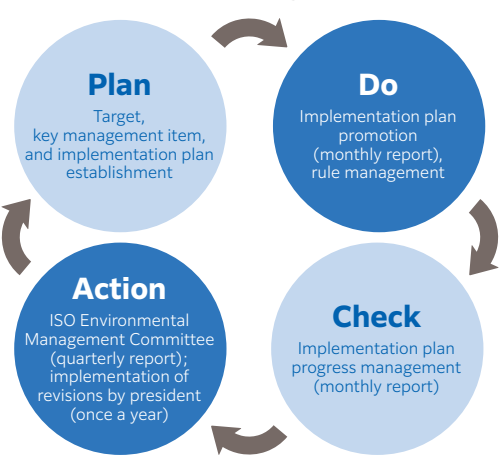 Plan
Target,
key management item,
and implementation plan
establishment
Do
Implementation plan
promotion
(monthly report),
rule management
Check
Implementation plan
progress management
(monthly report)
Action
ISO Environmental
Management Committee
(quarterly report);
implementation of
revisions by president
(once a year)